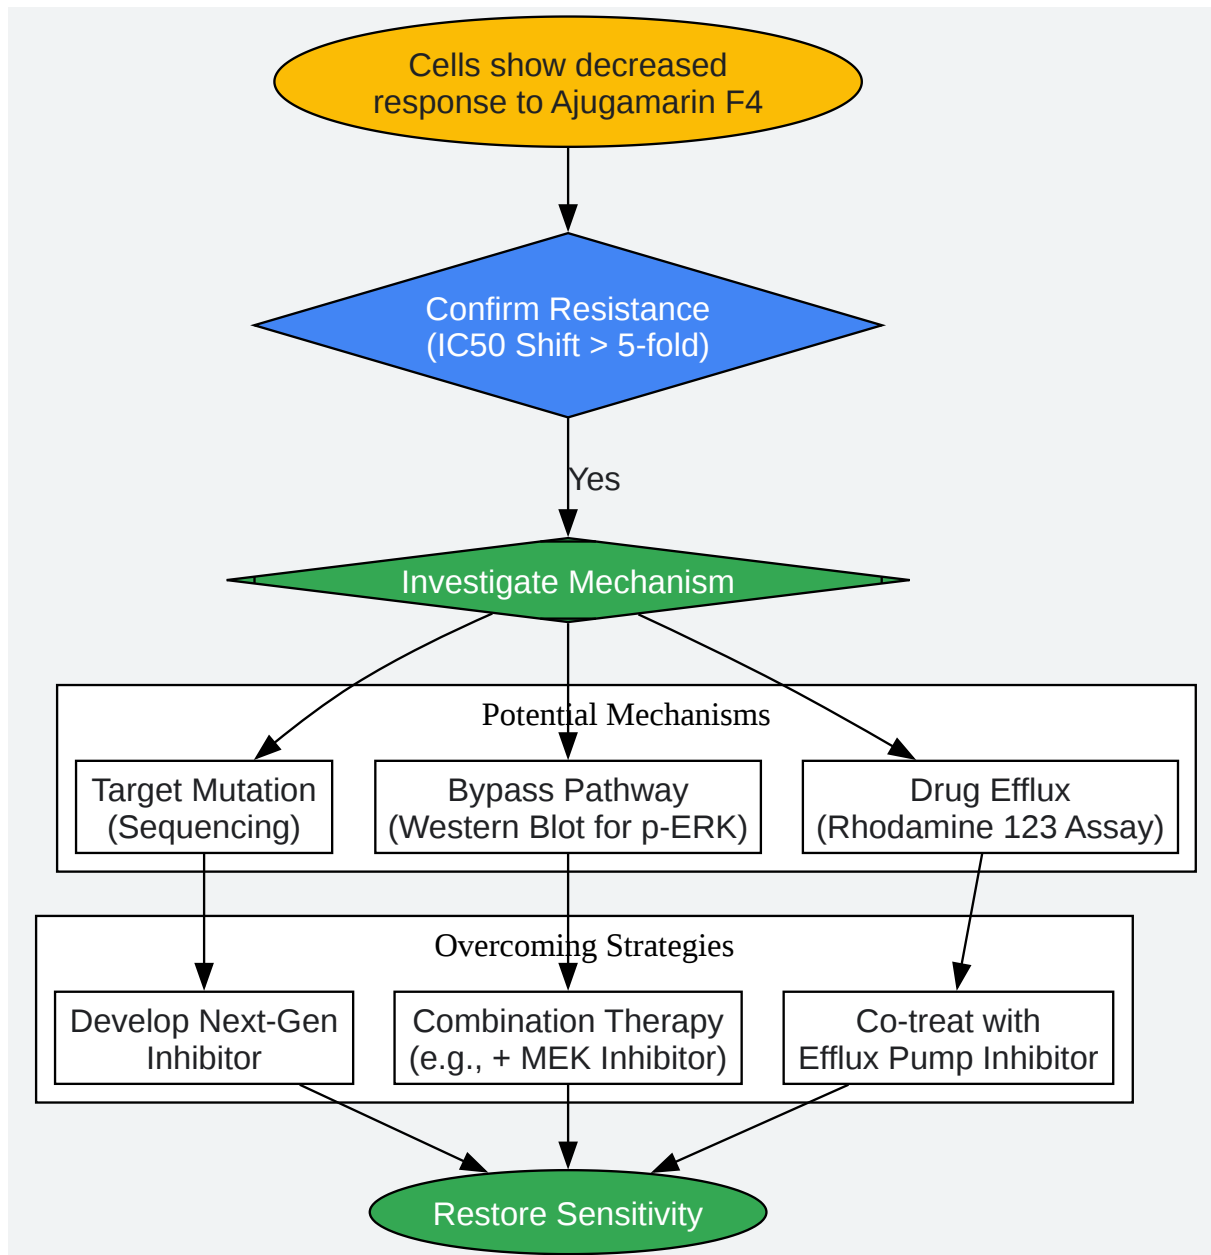 Cells show decreased
response to Ajugamarin F4
Confirm Resistance
(IC50 Shift > 5-fold)
Yes
Investigate Mechanism
Potential Mechanisms
Target Mutation
(Sequencing)
Bypass Pathway
(Western Blot for p-ERK)
Drug Efflux
(Rhodamine 123 Assay)
Overcoming Strategies
Develop Next-Gen
Inhibitor
Combination Therapy
(e.g., + MEK Inhibitor)
Co-treat with
Efflux Pump Inhibitor
Restore Sensitivity